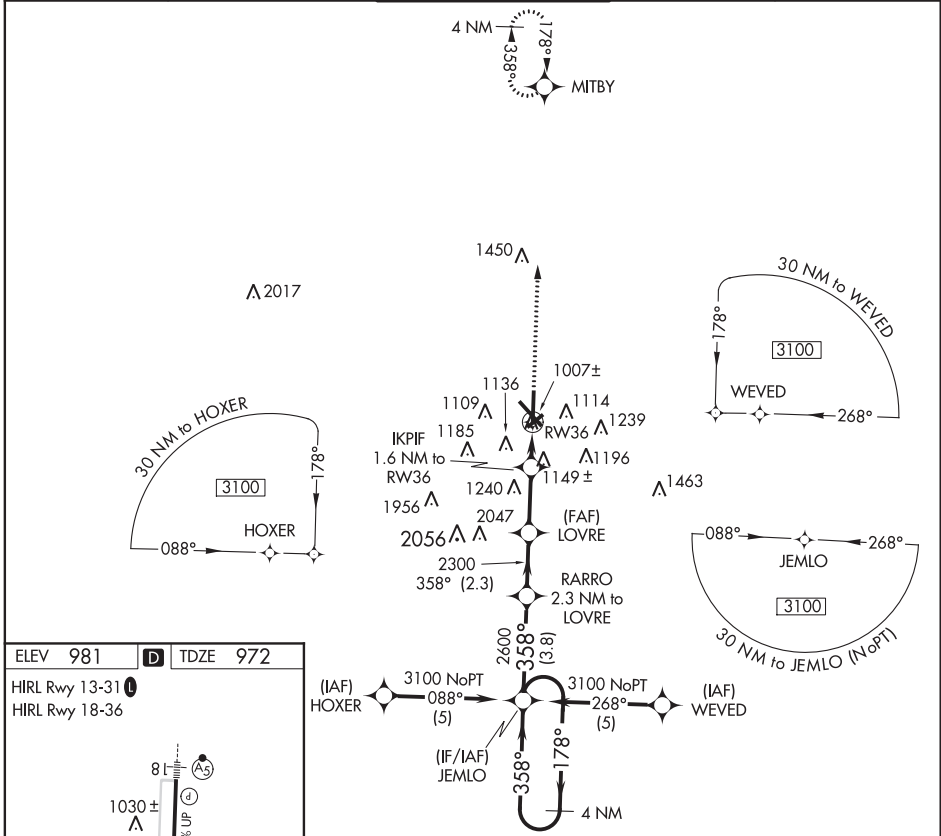 4 NM
358°
178°
MITBY
1450
2017
30 NM to WEVED
178°
3100
WEVED
268°
1007±
1136
1109
1114
1239
1185
RW36
IKPIF
1.6 NM to
RW36
1196
1149±
1240
1463
1956
30 NM to HOXER
178°
3100
HOXER
088°
2047
2056
(FAF)
LOVRE
088°
268°
JEMLO
3100
30 NM to JEMLO (NoPT)
2300
358° (2.3)
RARRO
2.3 NM to
LOVRE
2600
358°
(3.8)
(IAF)
HOXER
3100 NoPT
088°
(5)
3100 NoPT
268°
(5)
(IAF)
WEVED
(IF/IAF)
JEMLO
358°
178°
4 NM
ELEV 981 D TDZE 972
HIRL Rwy 13-31 L
HIRL Rwy 18-36
18
A5
d
1030 ±
% UP